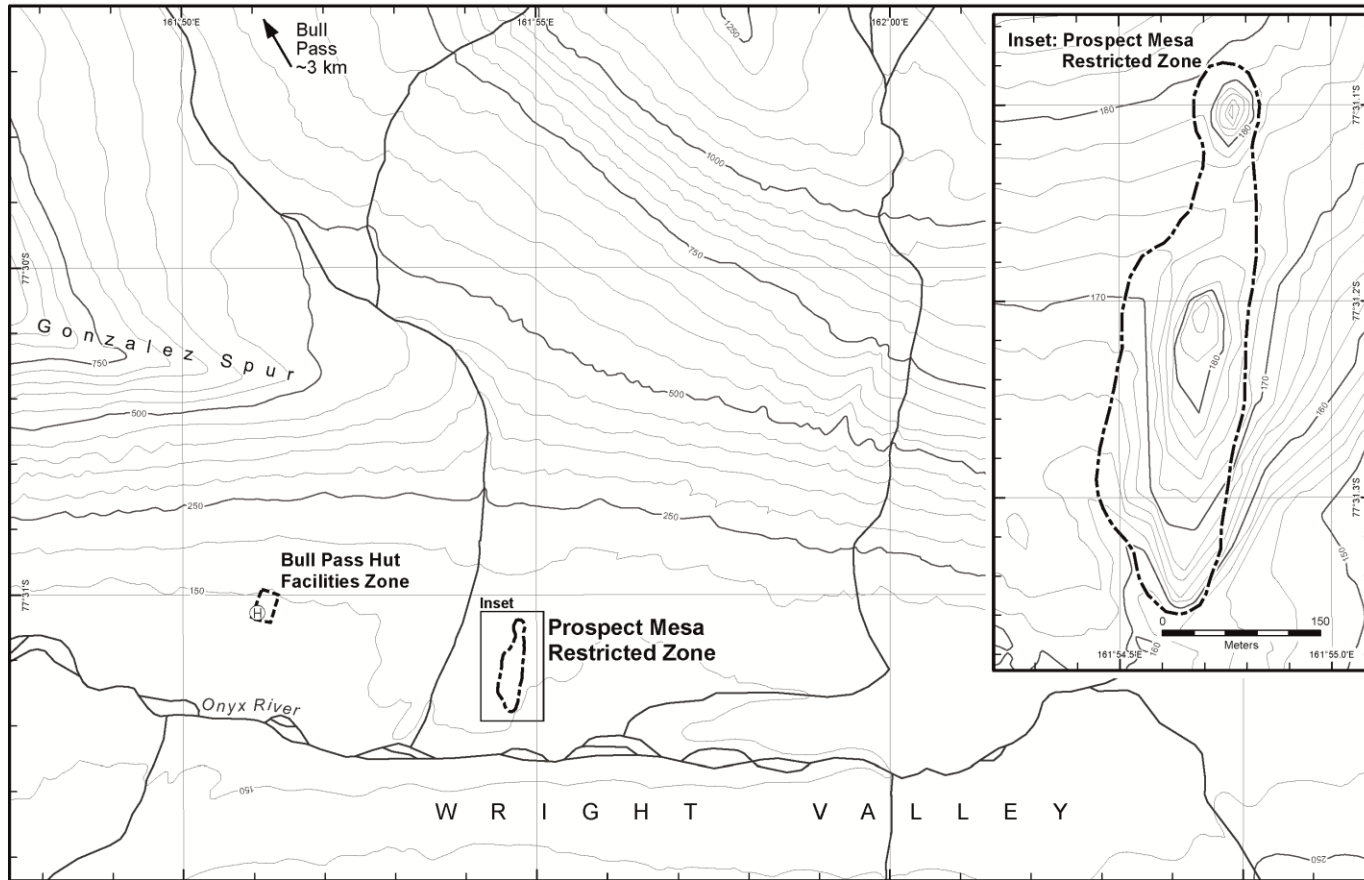 161°50'E
161°55'E
162°00'E
Bull
Pass
~3 km
1250
1000
750
500
250
250
77°30'S
Gonzalez Spur
750
500
150
77°31'S
Bull Pass Hut
Facilities Zone
H
Inset
Prospect Mesa
Restricted Zone
Onyx River
150
WRIGHT VALLEY
250
Inset: Prospect Mesa
Restricted Zone
180
180
77°31.1'S
170
77°31.2'S
180
170
160
77°31.3'S
150
160
0 150
Meters
161°54.5'E
161°55.0'E